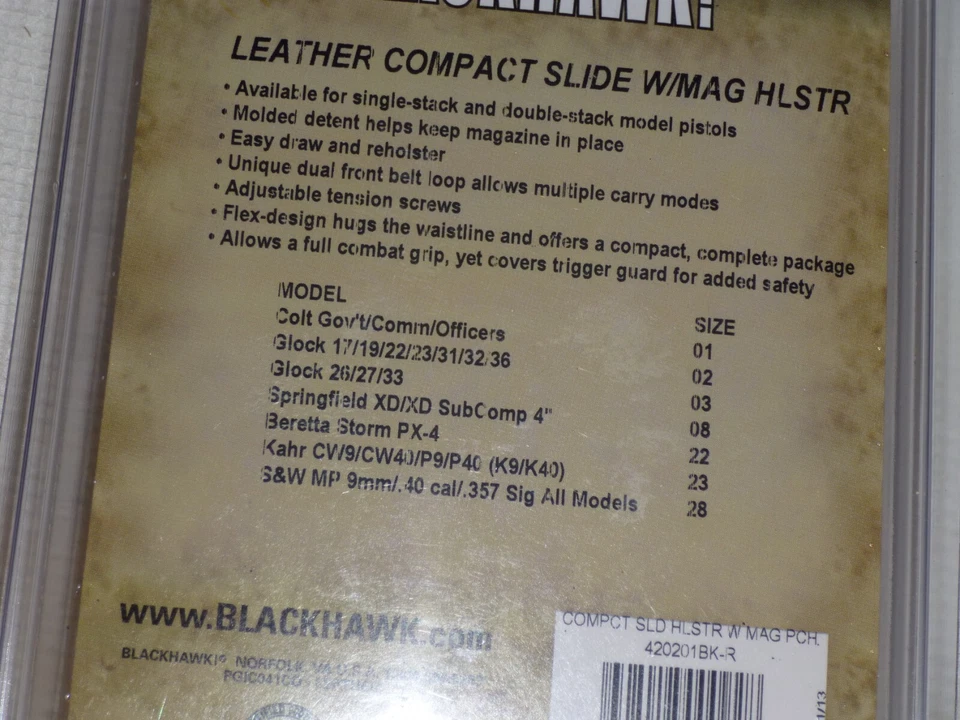 BLACKHAWK!
LEATHER COMPACT SLIDE W/MAG HLSTR
• Available for single-stack and double-stack model pistols
• Molded detent helps keep magazine in place
• Easy draw and reholster
• Unique dual front belt loop allows multiple carry modes
• Adjustable tension screws
• Flex-design hugs the waistline and offers a compact, complete package
• Allows a full combat grip, yet covers trigger guard for added safety
MODEL SIZE
Colt Gov't/Comm/Officers 01
Glock 17/19/22/23/31/32/36 02
Glock 26/27/33 03
Springfield XD/XD SubComp 4" 08
Beretta Storm PX-4 22
Kahr CW9/CW40/P9/P40 (K9/K40) 23
S&W MP 9mm/.40 cal/.357 Sig All Models 28
www.BLACKHAWK.com
BLACKHAWK!® NORFOLK, VA U.S.A.
COMPCT SLD HLSTR W MAG PCH.
420201BK-R
1/13